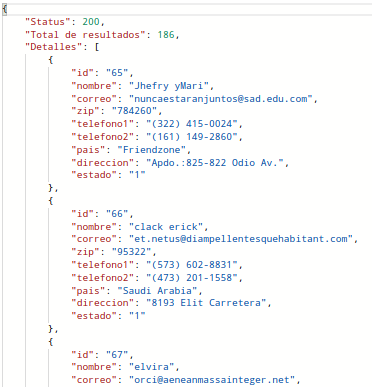 {
"Status": 200,
"Total de resultados": 186,
"Detalles": [
{
"id": "65",
"nombre": "Jhefry yMari",
"correo": "nuncaestaranjuntos@sad.edu.com",
"zip": "784260",
"telefono1": "(322) 415-0024",
"telefono2": "(161) 149-2860",
"pais": "Friendzone",
"direccion": "Apdo.:825-822 Odio Av.",
"estado": "1"
},
{
"id": "66",
"nombre": "clack erick",
"correo": "et.netus@diampellentesquehabitant.com",
"zip": "95322",
"telefono1": "(573) 602-8831",
"telefono2": "(473) 201-1558",
"pais": "Saudi Arabia",
"direccion": "8193 Elit Carretera",
"estado": "1"
},
{
"id": "67",
"nombre": "elvira",
"correo": "orci@aeneanmassainteger.net",